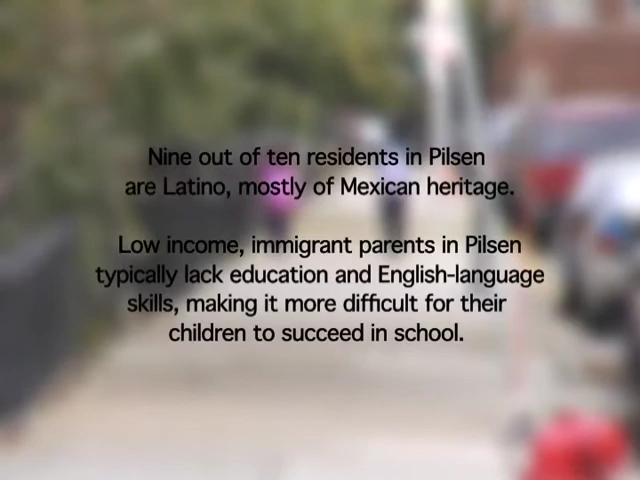 Nine out of ten residents in Pilsen
are Latino, mostly of Mexican heritage.
Low income, immigrant parents in Pilsen
typically lack education and English-language
skills, making it more difficult for their
children to succeed in school.